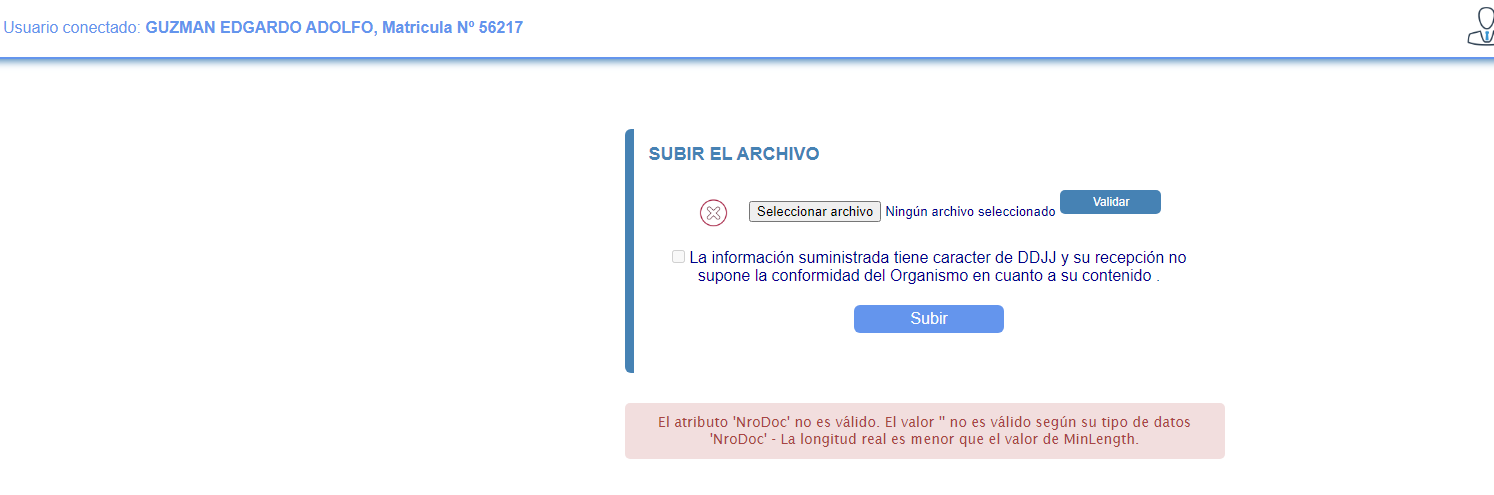 Usuario conectado: GUZMAN EDGARDO ADOLFO, Matricula Nº 56217
SUBIR EL ARCHIVO
Seleccionar archivo Ningún archivo seleccionado Validar
La información suministrada tiene caracter de DDJJ y su recepción no
supone la conformidad del Organismo en cuanto a su contenido .
Subir
El atributo 'NroDoc' no es válido. El valor '' no es válido según su tipo de datos
'NroDoc' - La longitud real es menor que el valor de MinLength.